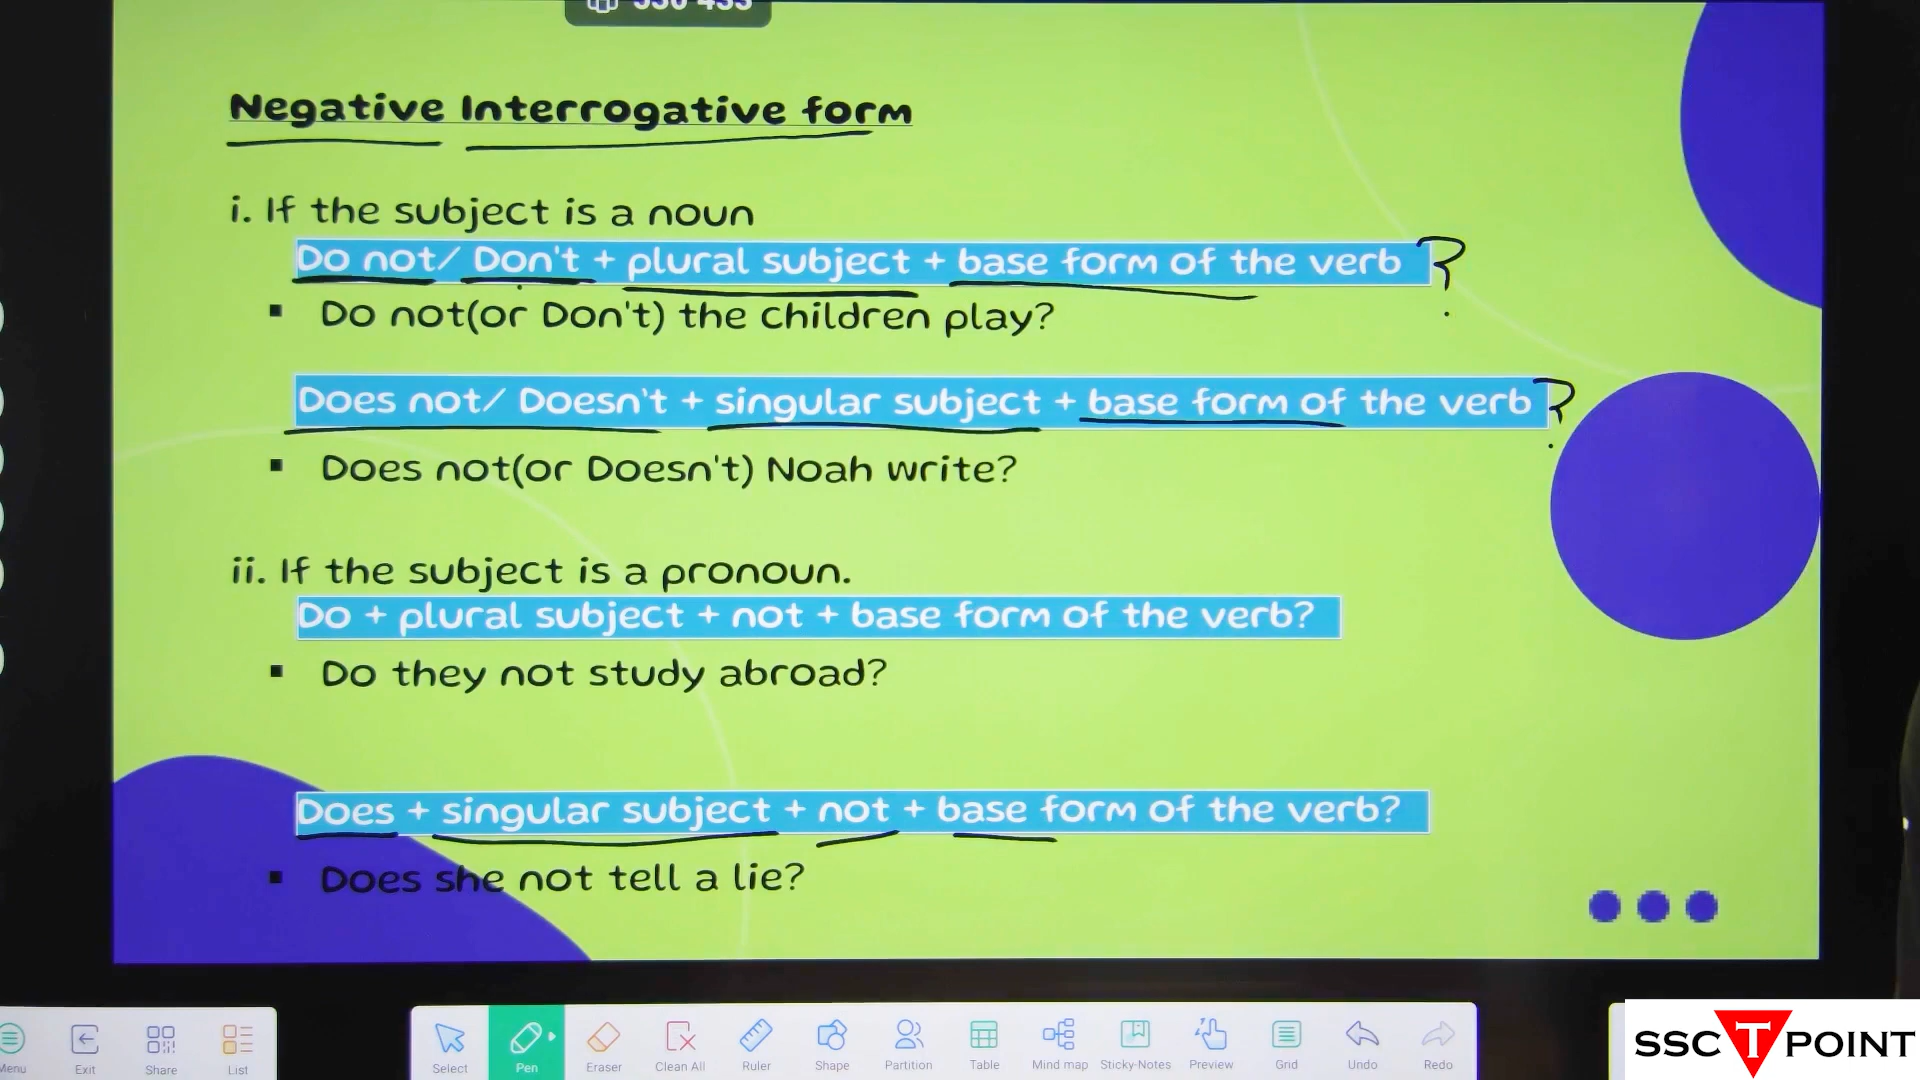 Negative Interrogative form
i. If the subject is a noun
Do not/ Don't + plural subject + base form of the verb ?
▪ Do not(or Don't) the children play?
Does not/ Doesn't + singular subject + base form of the verb ?
▪ Does not(or Doesn't) Noah write?
ii. If the subject is a pronoun.
Do + plural subject + not + base form of the verb?
▪ Do they not study abroad?
Does + singular subject + not + base form of the verb?
▪ Does she not tell a lie?
Menu Exit Share List Select Pen Eraser Clean All Ruler Shape Partition Table Mind map Sticky-Notes Preview Grid Undo Redo
SSC T POINT